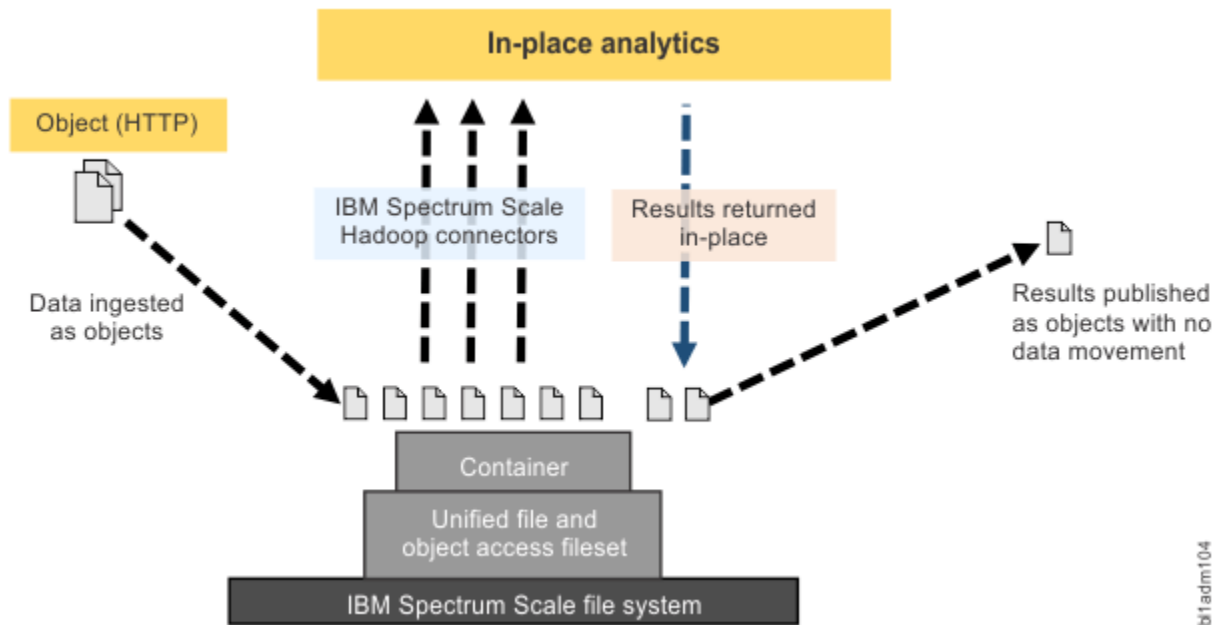 In-place analytics
Object (HTTP)
IBM Spectrum Scale
Hadoop connectors
Results returned
in-place
Data ingested
as objects
Results published
as objects with no
data movement
Container
Unified file and
object access fileset
IBM Spectrum Scale file system
bl1adm104